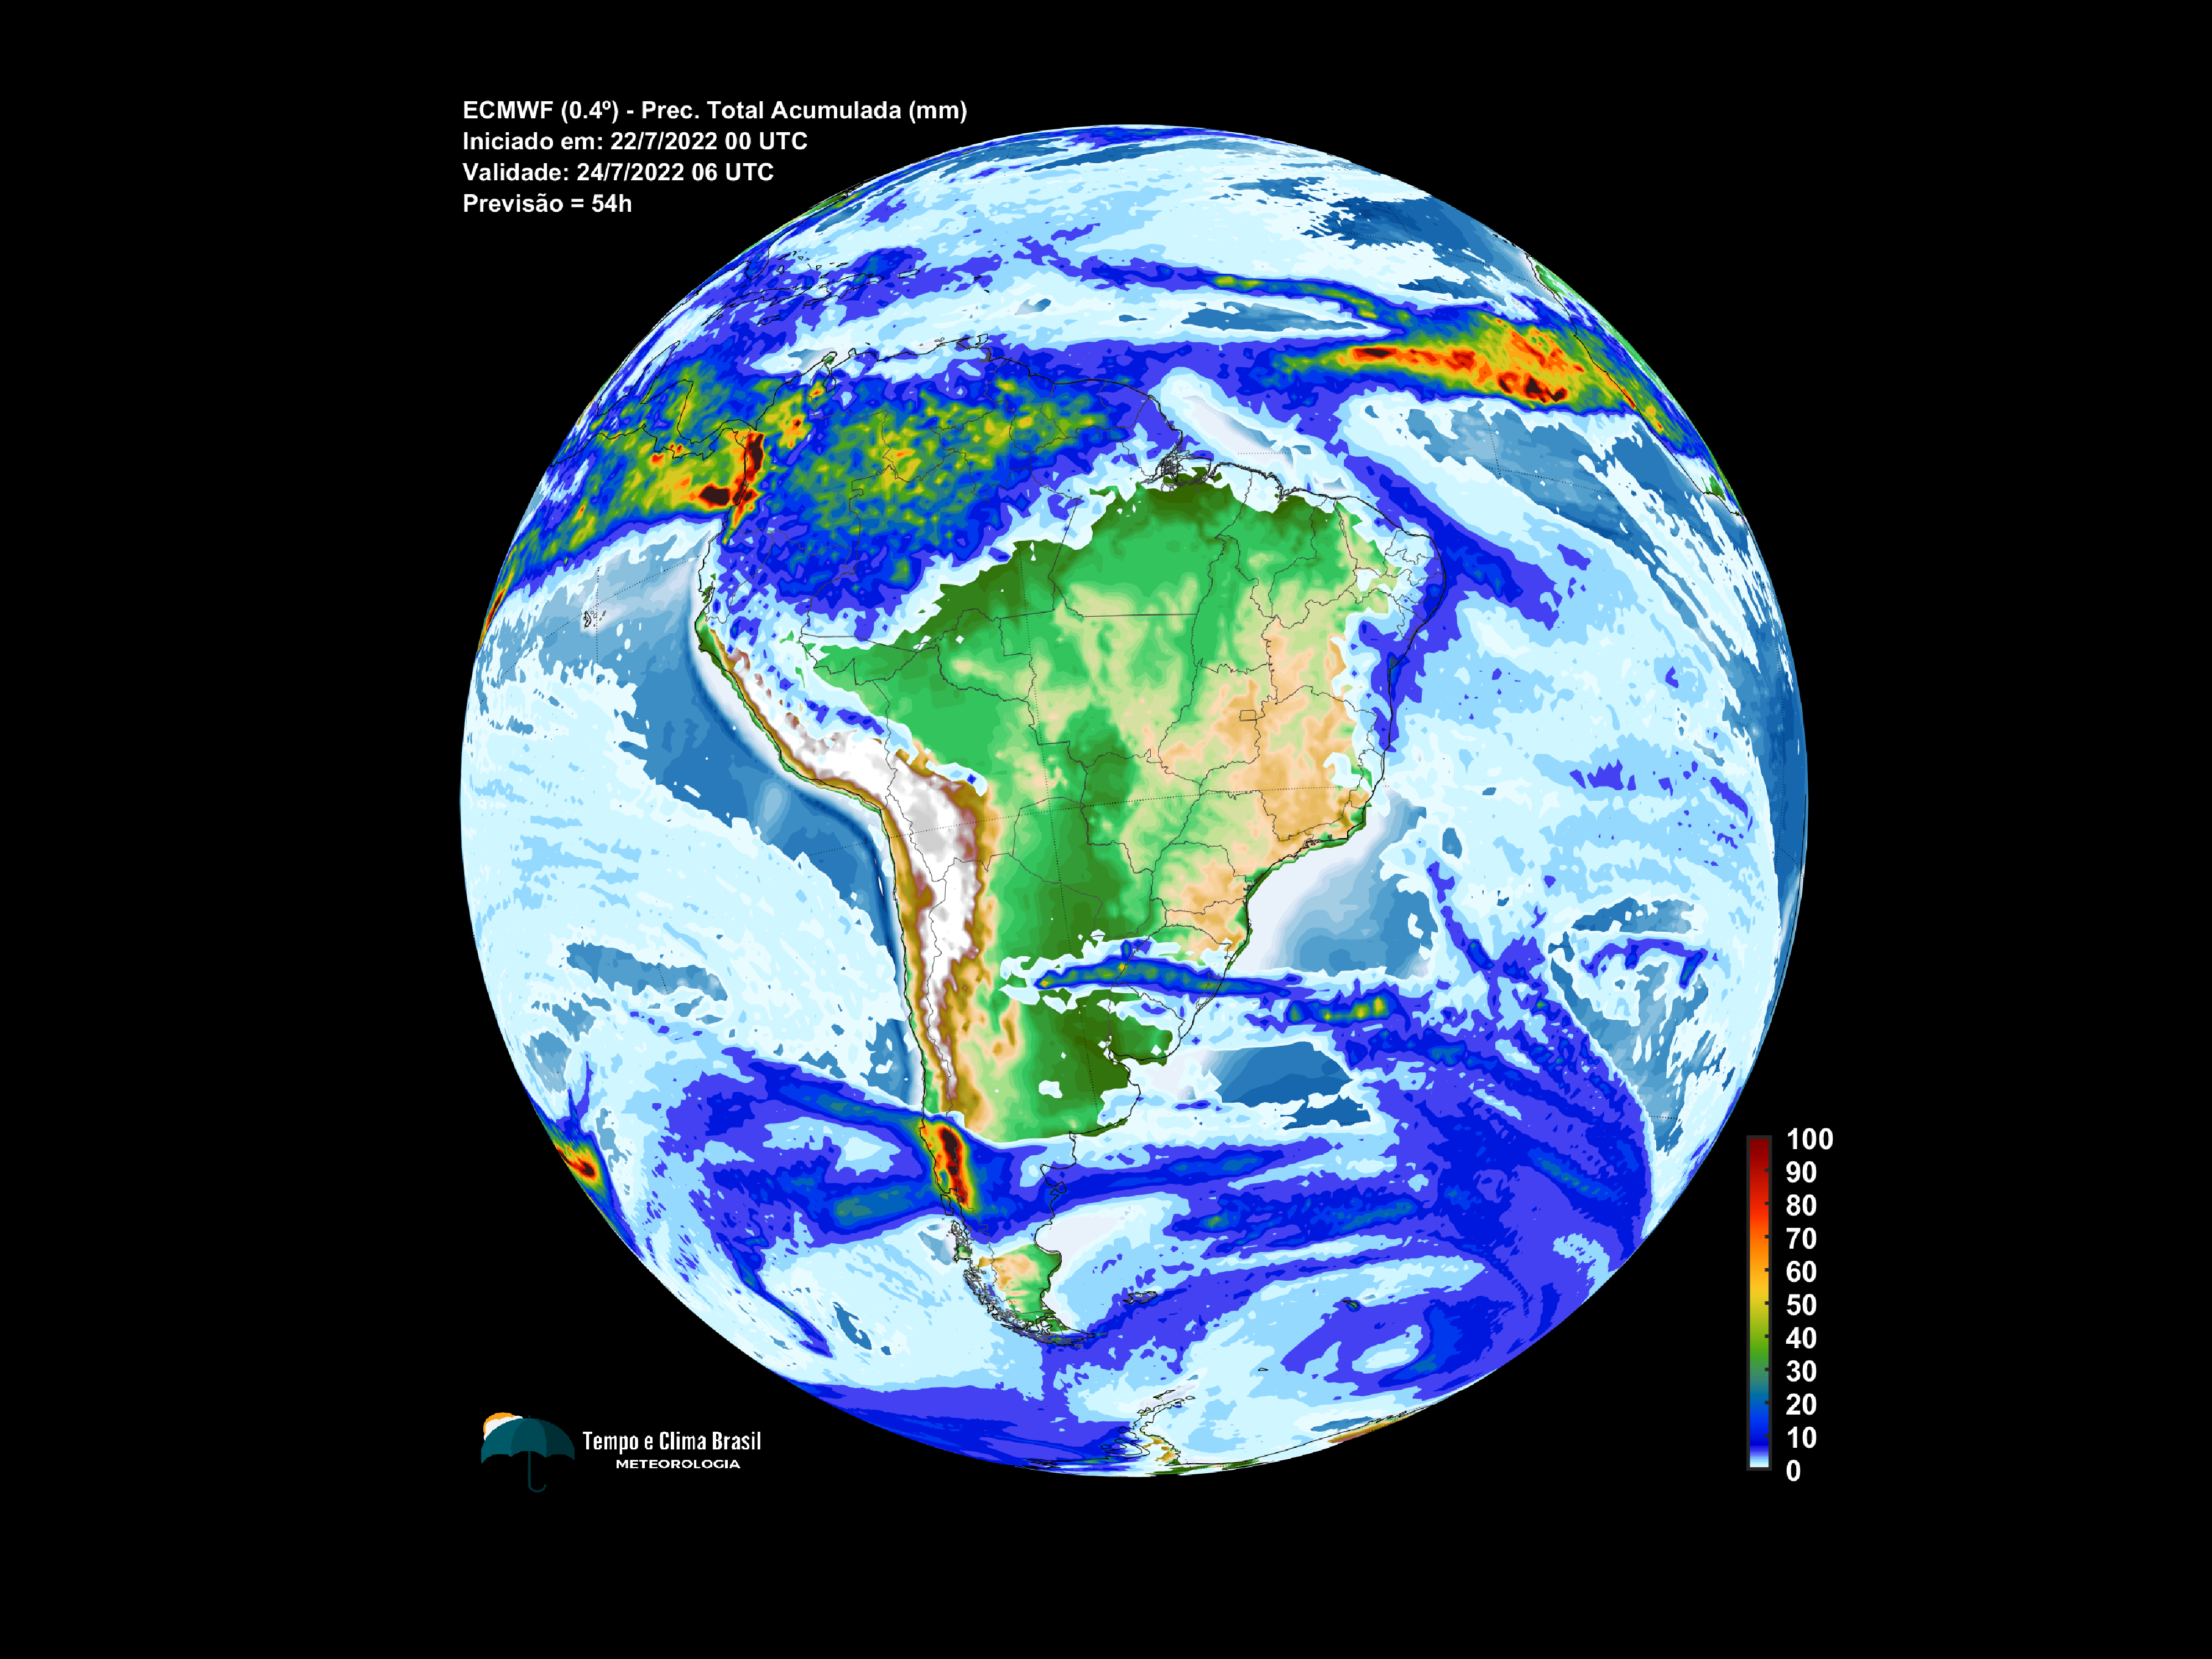 ECMWF (0.4º) - Prec. Total Acumulada (mm)
Iniciado em: 22/7/2022 00 UTC
Validade: 24/7/2022 06 UTC
Previsão = 54h
100
90
80
70
60
50
40
30
20
10
0
Tempo e Clima Brasil
METEOROLOGIA